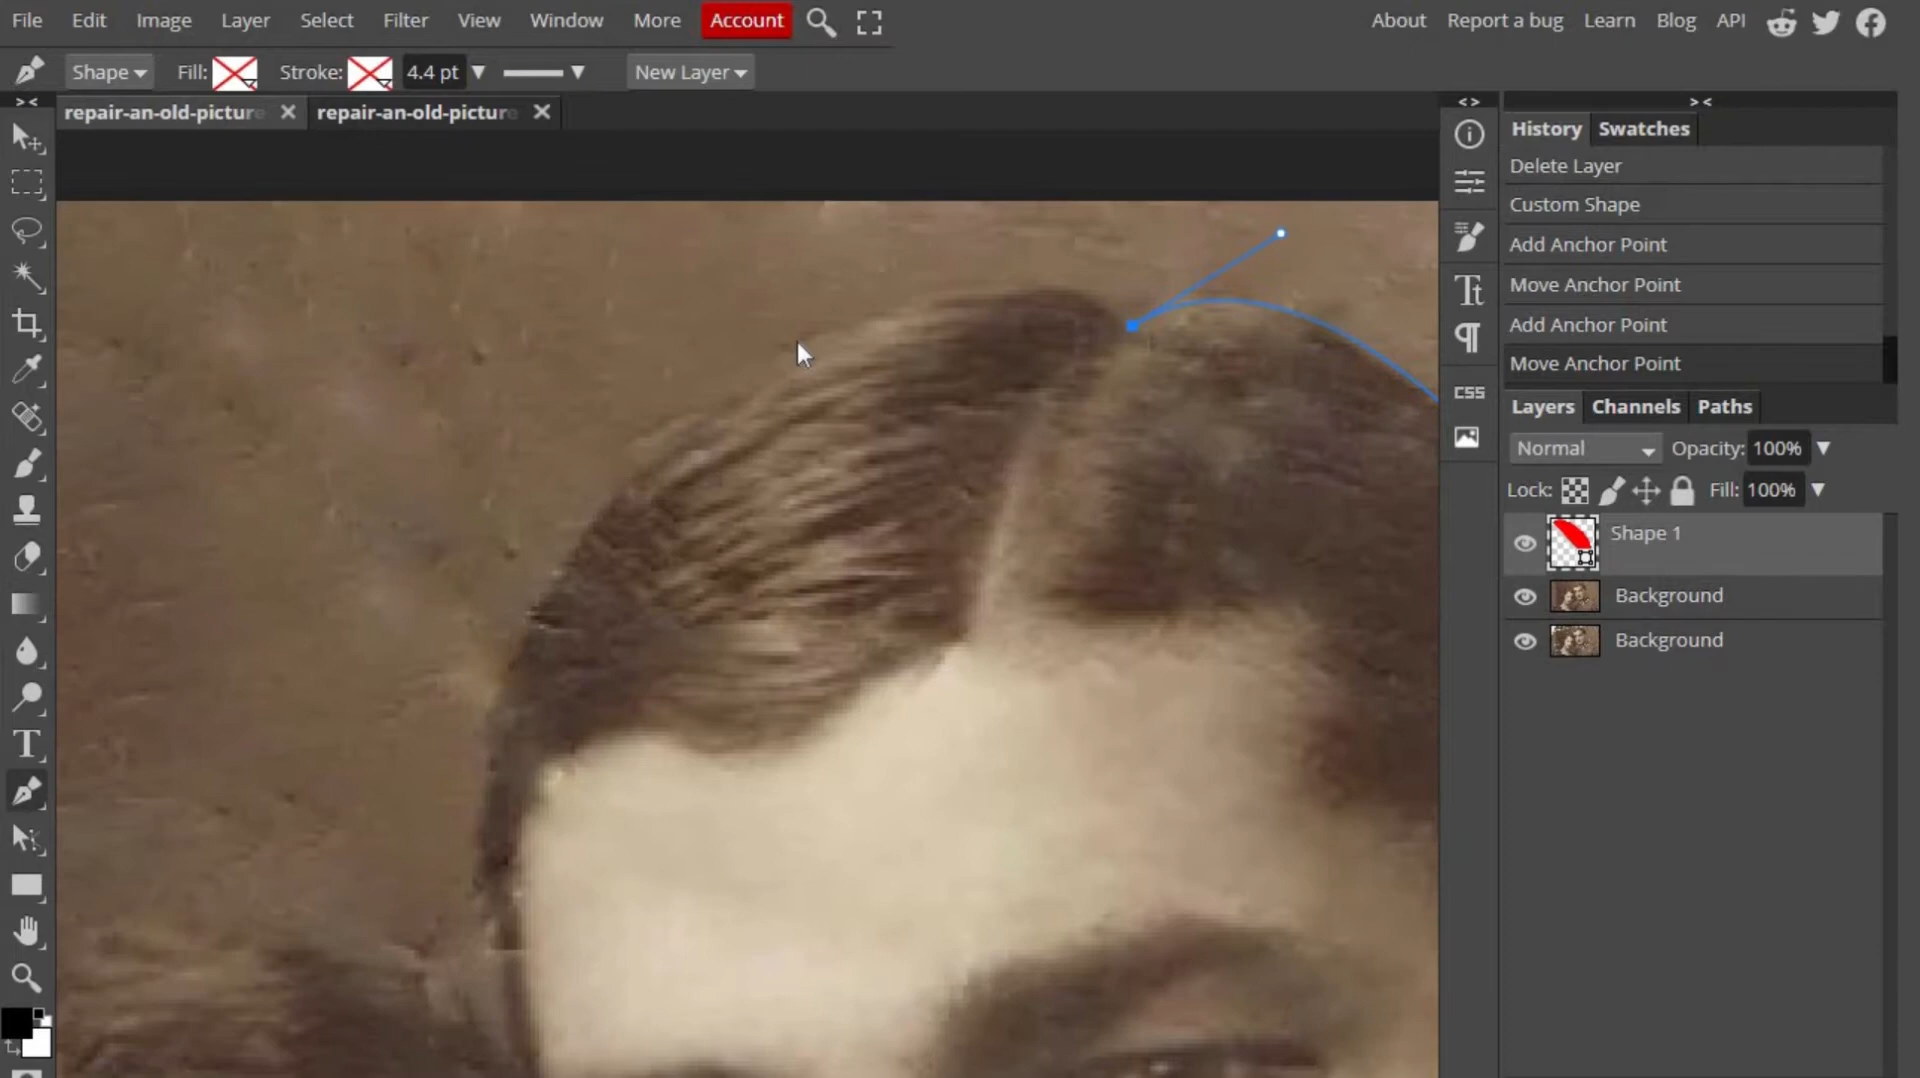 File Edit Image Layer Select Filter View Window More Account About Report a bug Learn Blog API
Shape Fill: Stroke: 4.4 pt New Layer
> < repair-an-old-picture repair-an-old-picture < > > <
History Swatches
Delete Layer
Custom Shape
Add Anchor Point
Move Anchor Point
Add Anchor Point
Move Anchor Point
CSS
Layers Channels Paths
Normal Opacity: 100%
Lock: Fill: 100%
Shape 1
Background
Background